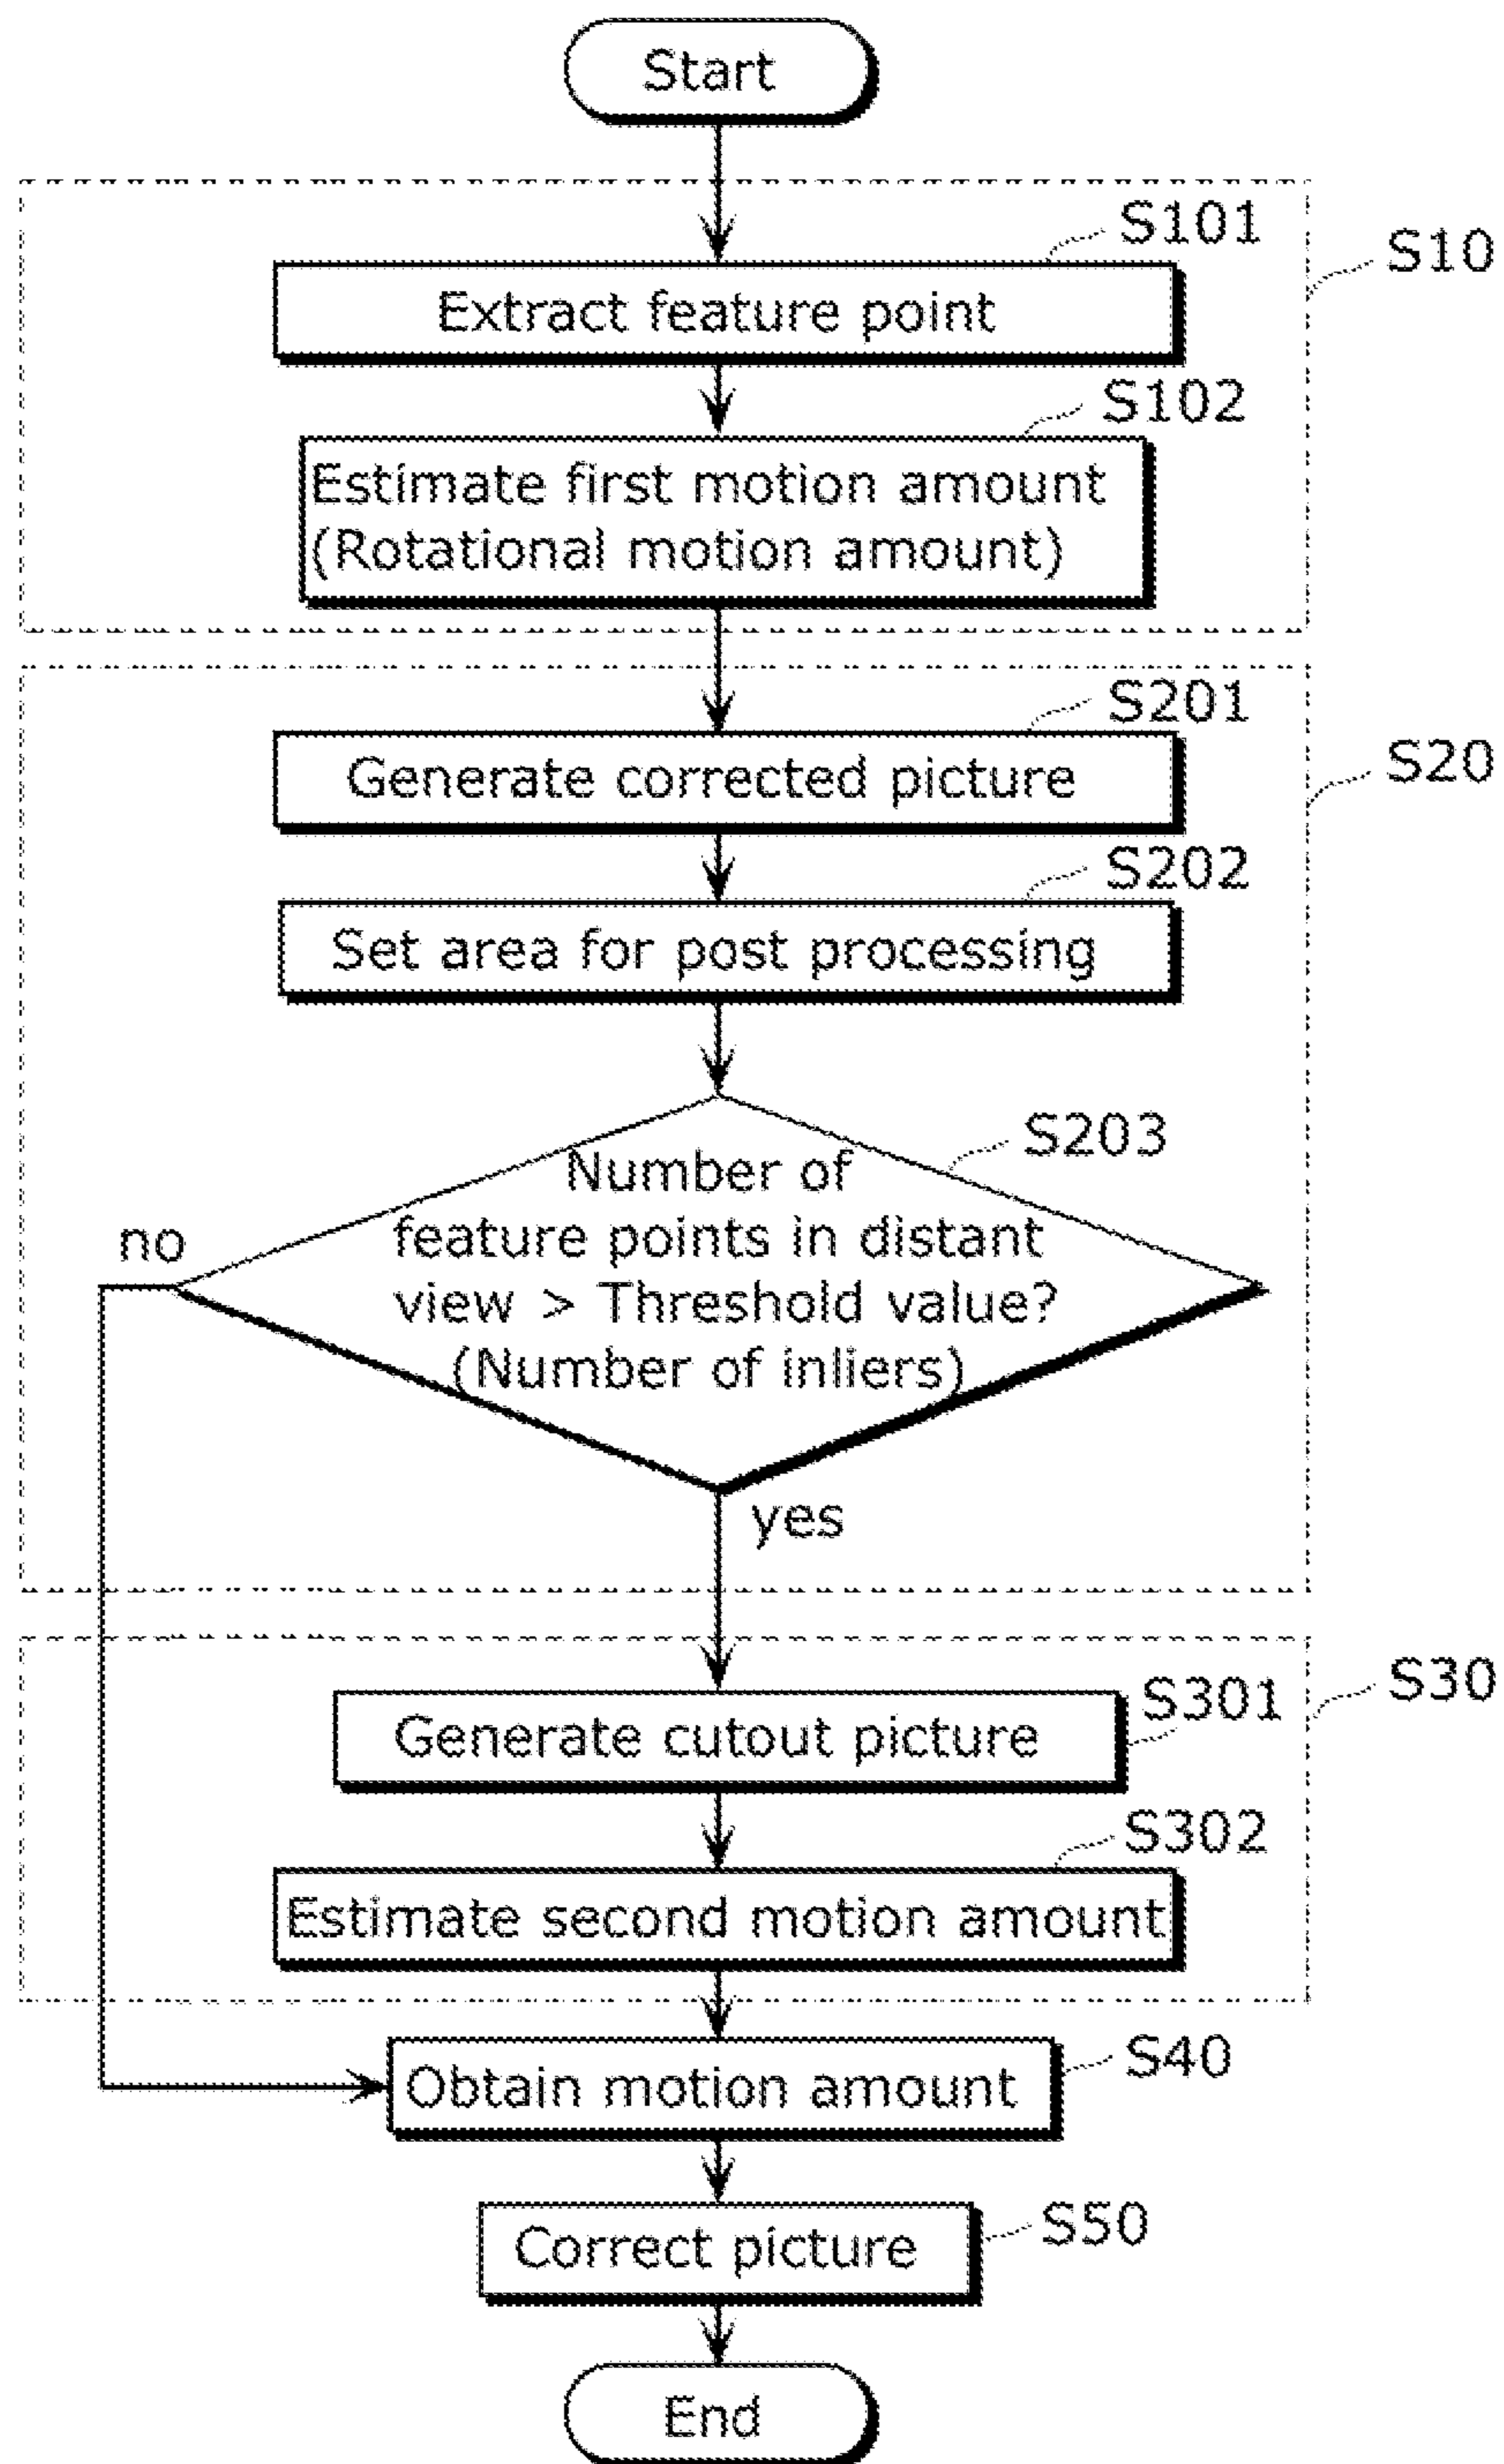 Start
S101
S10
Extract feature point
S102
Estimate first motion amount
(Rotational motion amount)
S201
S20
Generate corrected picture
S202
Set area for post processing
S203
Number of
feature points in distant
view > Threshold value?
(Number of inliers)
no
yes
S301
S30
Generate cutout picture
S302
Estimate second motion amount
S40
Obtain motion amount
S50
Correct picture
End